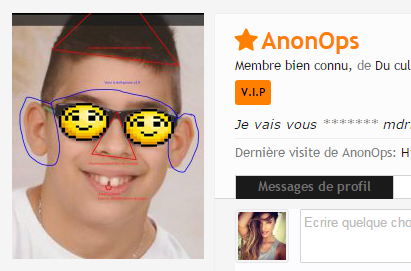 AnonOps
Membre bien connu, de Du cul
V.I.P
Je vais vous ******* mdr
Dernière visite de AnonOps: H
Messages de profil
Ecrire quelque cho